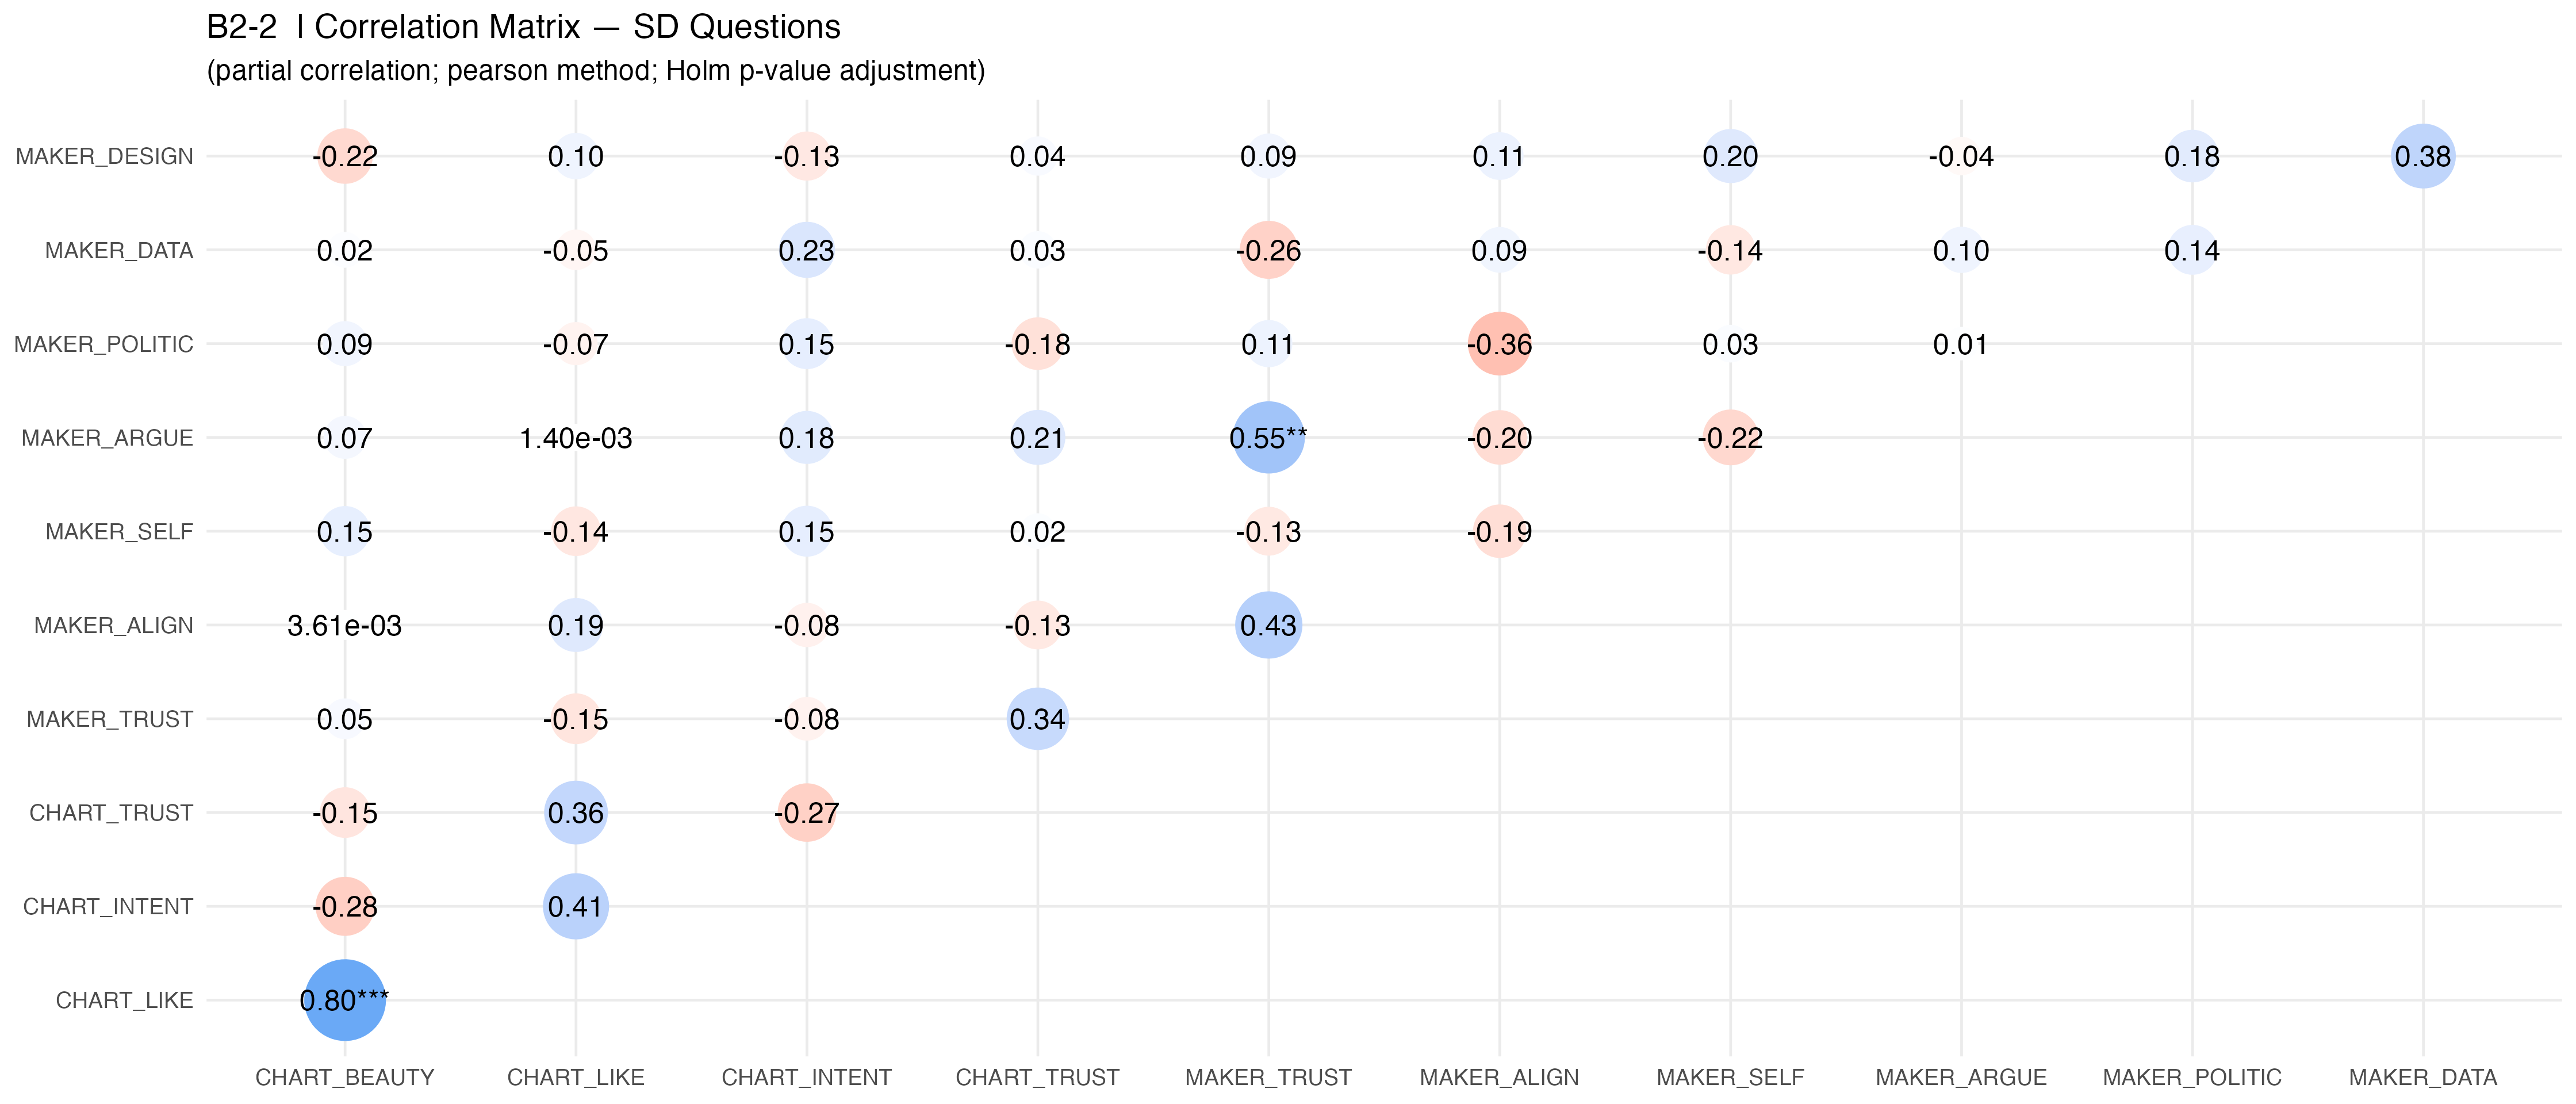 B2-2 | Correlation Matrix — SD Questions
(partial correlation; pearson method; Holm p-value adjustment)
MAKER_DESIGN -0.22 0.10 -0.13 0.04 0.09 0.11 0.20 -0.04 0.18 0.38
MAKER_DATA 0.02 -0.05 0.23 0.03 -0.26 0.09 -0.14 0.10 0.14
MAKER_POLITIC 0.09 -0.07 0.15 -0.18 0.11 -0.36 0.03 0.01
MAKER_ARGUE 0.07 1.40e-03 0.18 0.21 0.55** -0.20 -0.22
MAKER_SELF 0.15 -0.14 0.15 0.02 -0.13 -0.19
MAKER_ALIGN 3.61e-03 0.19 -0.08 -0.13 0.43
MAKER_TRUST 0.05 -0.15 -0.08 0.34
CHART_TRUST -0.15 0.36 -0.27
CHART_INTENT -0.28 0.41
CHART_LIKE 0.80***
CHART_BEAUTY CHART_LIKE CHART_INTENT CHART_TRUST MAKER_TRUST MAKER_ALIGN MAKER_SELF MAKER_ARGUE MAKER_POLITIC MAKER_DATA